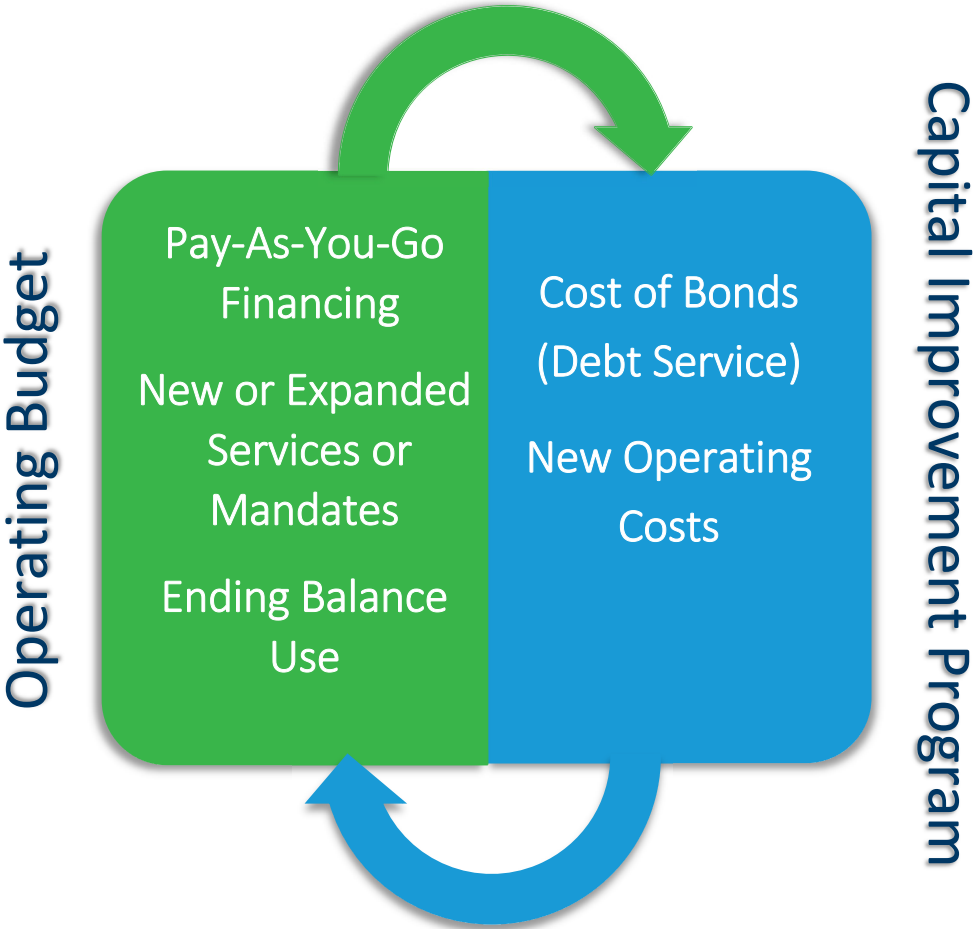 Operating Budget
Pay-As-You-Go
Financing
New or Expanded
Services or
Mandates
Ending Balance
Use
Cost of Bonds
(Debt Service)
New Operating
Costs
Capital Improvement Program